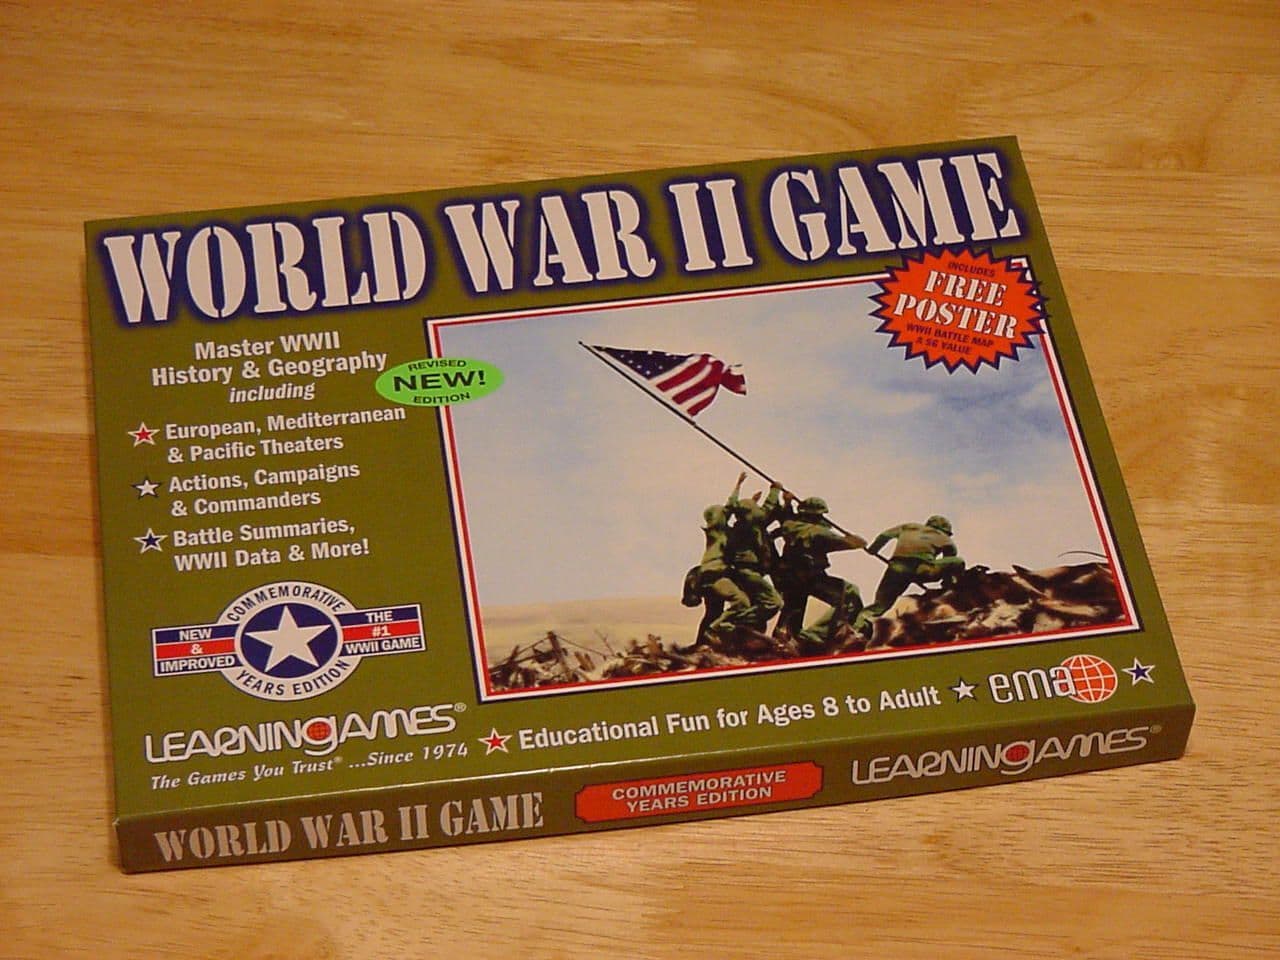 WORLD WAR II GAME
INCLUDES
FREE
POSTER
WWII BATTLE MAP
A $6 VALUE
Master WWII
History & Geography
including
REVISED
NEW!
EDITION
European, Mediterranean
& Pacific Theaters
Actions, Campaigns
& Commanders
Battle Summaries,
WWII Data & More!
COMMEMORATIVE
NEW
&
IMPROVED
THE
#1
WWII GAME
YEARS EDITION
LEARNINGAMES®
The Games You Trust® ...Since 1974
Educational Fun for Ages 8 to Adult
ema
WORLD WAR II GAME
COMMEMORATIVE
YEARS EDITION
LEARNINGAMES®